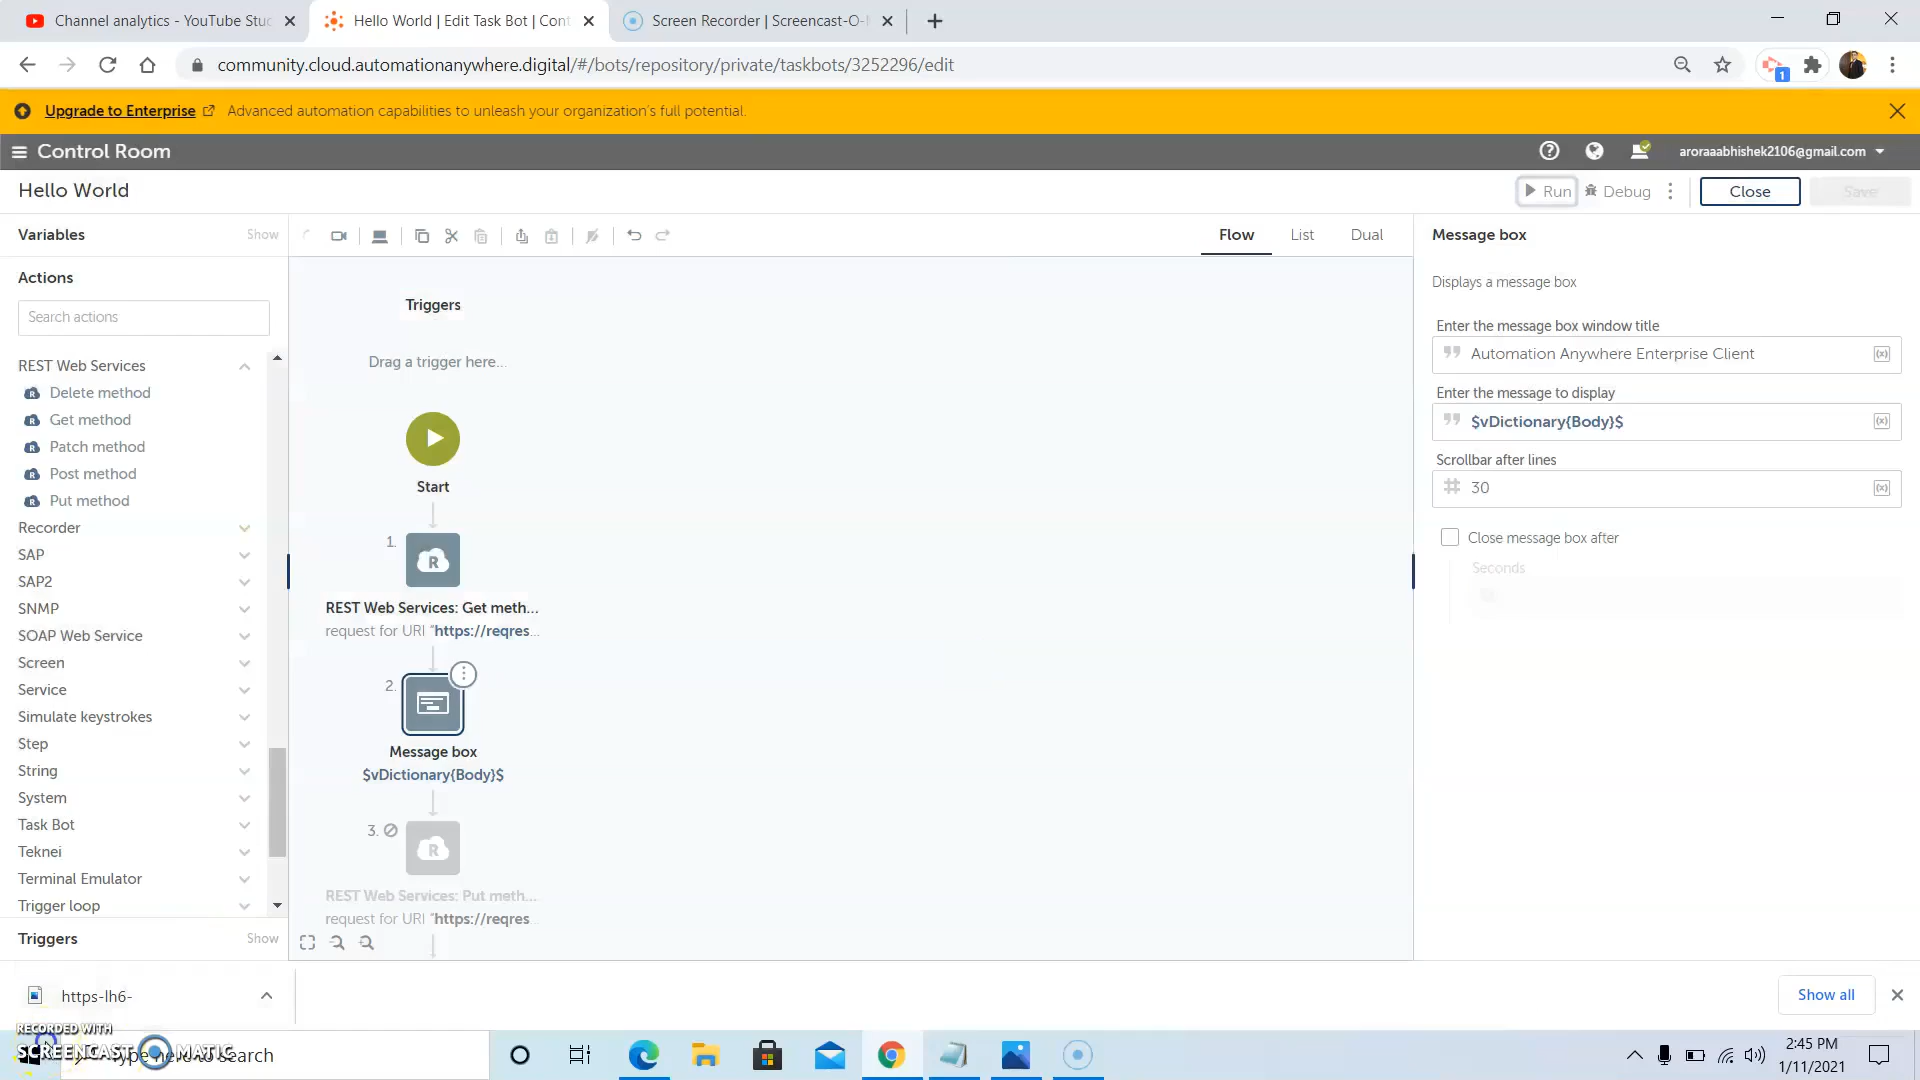 Channel analytics - YouTube Stud
Hello World | Edit Task Bot | Cont
Screen Recorder | Screencast-O-
community.cloud.automationanywhere.digital/#/bots/repository/private/taskbots/3252296/edit
1
Upgrade to Enterprise
Advanced automation capabilities to unleash your organization's full potential.
Control Room
aroraaabhishek2106@gmail.com
Hello World
Run
Debug
Close
Save
Variables
Show
Flow
List
Dual
Message box
Actions
Search actions
REST Web Services
Delete method
Get method
Patch method
Post method
Put method
Recorder
SAP
SAP2
SNMP
SOAP Web Service
Screen
Service
Simulate keystrokes
Step
String
System
Task Bot
Teknei
Terminal Emulator
Trigger loop
Triggers
Show
Triggers
Drag a trigger here...
Start
1.
R
REST Web Services: Get meth...
request for URI "https://reqres...
2.
Message box
$vDictionary{Body}$
3.
R
REST Web Services: Put meth...
request for URI "https://reqres...
Displays a message box
Enter the message box window title
Automation Anywhere Enterprise Client
(x)
Enter the message to display
$vDictionary{Body}$
(x)
Scrollbar after lines
30
(x)
Close message box after
Seconds
https-lh6-
Show all
RECORDED WITH
SCREENCAST MATIC
Type here to search
2:45 PM
1/11/2021